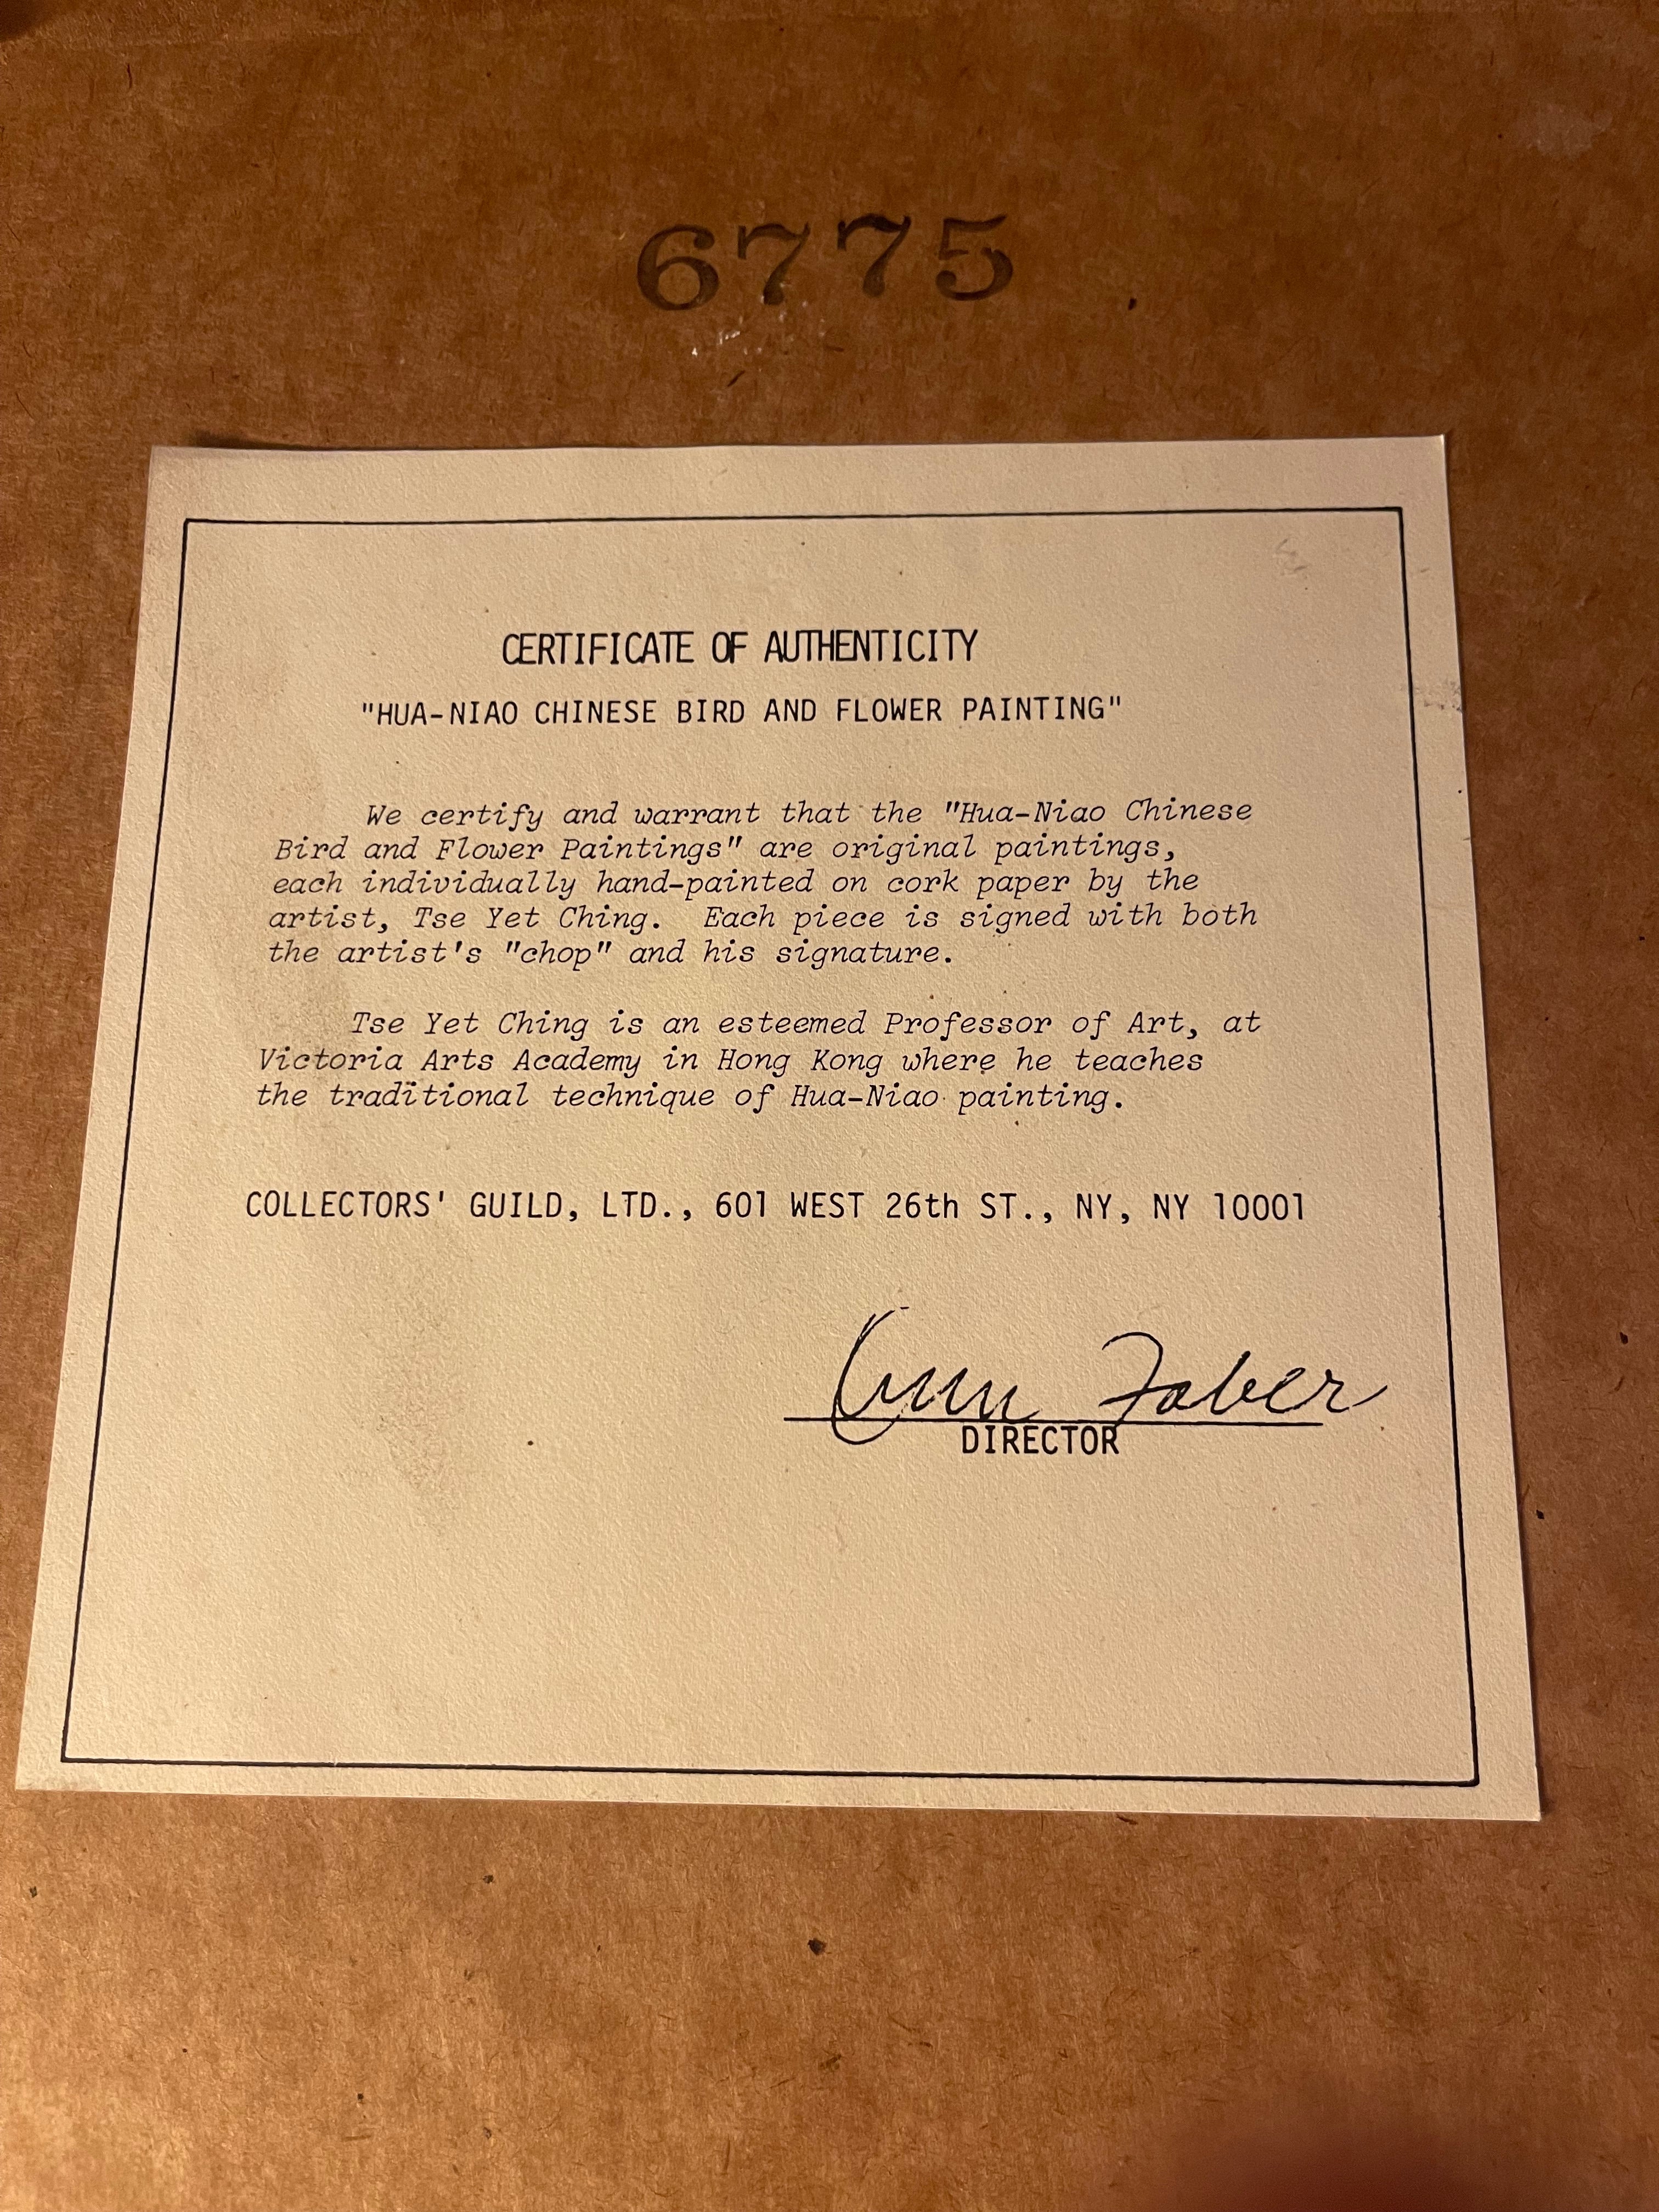 6775
CERTIFICATE OF AUTHENTICITY
"HUA-NIAO CHINESE BIRD AND FLOWER PAINTING"
We certify and warrant that the "Hua-Niao Chinese
Bird and Flower Paintings" are original paintings,
each individually hand-painted on cork paper by the
artist, Tse Yet Ching. Each piece is signed with both
the artist's "chop" and his signature.
Tse Yet Ching is an esteemed Professor of Art, at
Victoria Arts Academy in Hong Kong where he teaches
the traditional technique of Hua-Niao painting.
COLLECTORS' GUILD, LTD., 601 WEST 26th ST., NY, NY 10001
Ann Faber
DIRECTOR